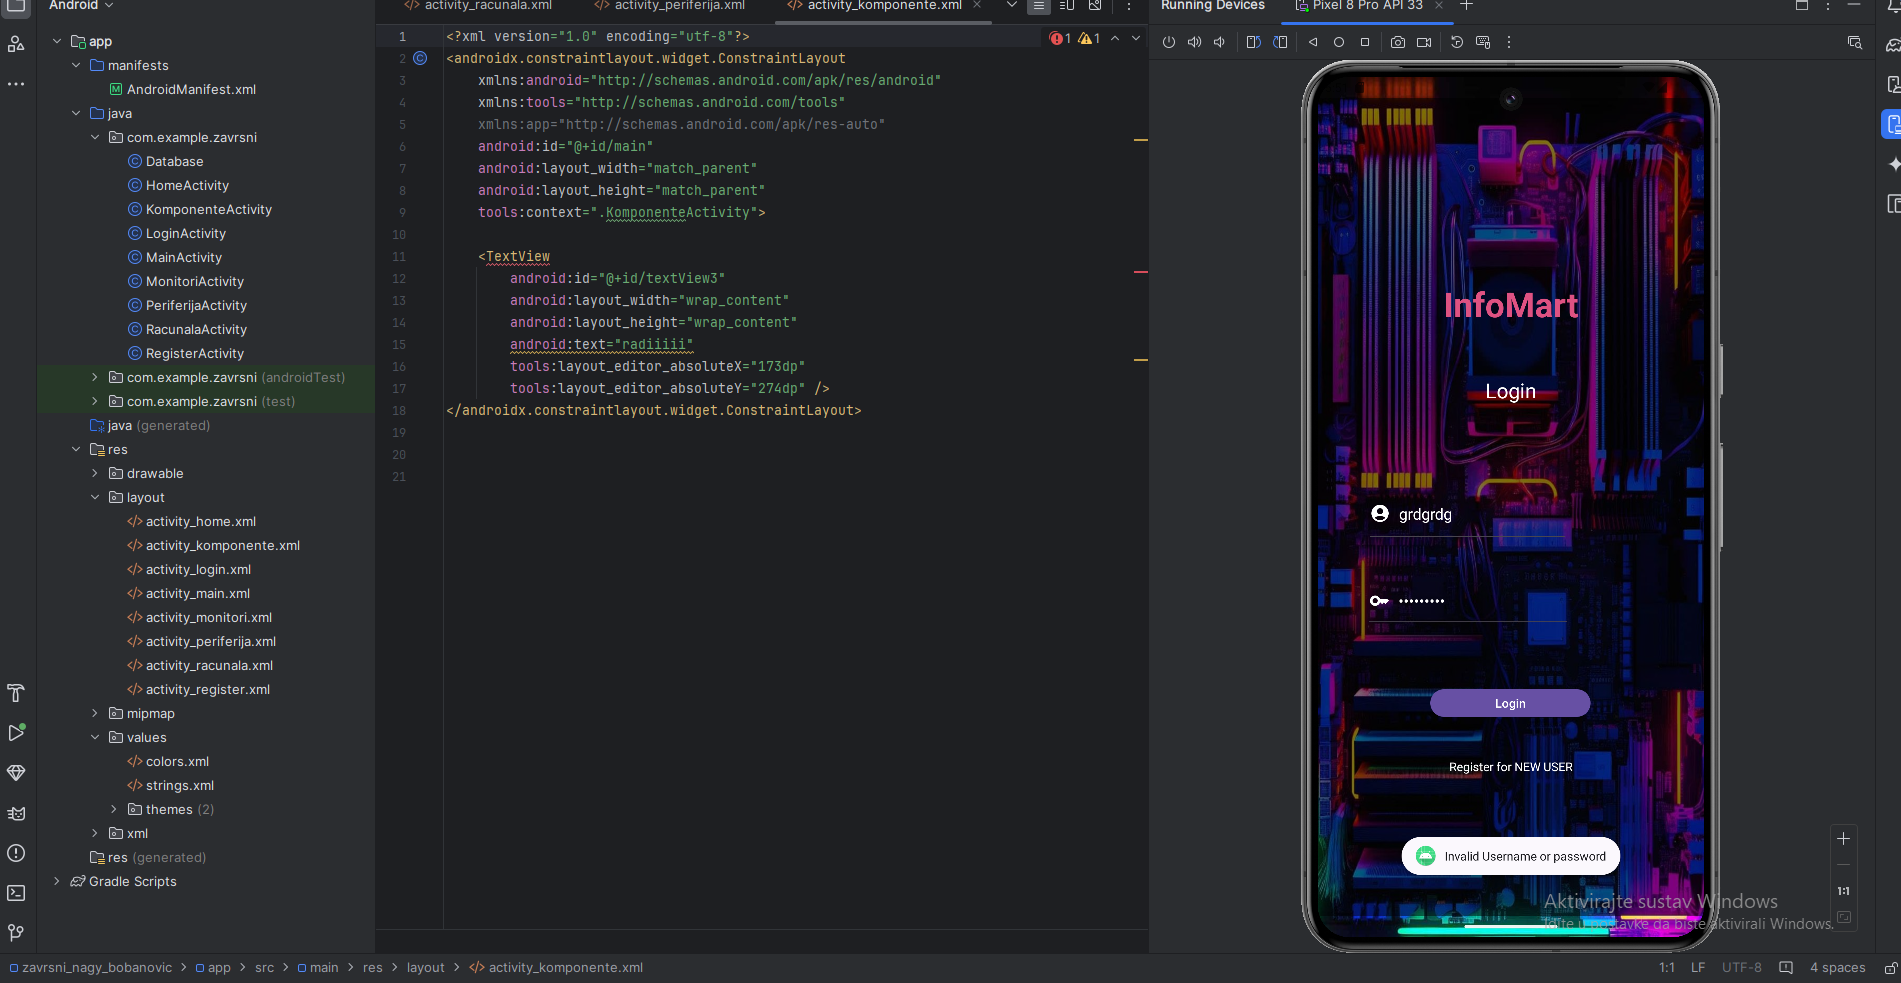 Android
activity_racunala.xml
activity_periferija.xml
activity_komponente.xml
Running Devices
Pixel 8 Pro API 33
app
manifests
AndroidManifest.xml
java
com.example.zavrsni
Database
HomeActivity
KomponenteActivity
LoginActivity
MainActivity
MonitoriActivity
PeriferijaActivity
RacunalaActivity
RegisterActivity
com.example.zavrsni (androidTest)
com.example.zavrsni (test)
java (generated)
res
drawable
layout
activity_home.xml
activity_komponente.xml
activity_login.xml
activity_main.xml
activity_monitori.xml
activity_periferija.xml
activity_racunala.xml
activity_register.xml
mipmap
values
colors.xml
strings.xml
themes (2)
xml
res (generated)
Gradle Scripts
1 <?xml version="1.0" encoding="utf-8"?>
2 <androidx.constraintlayout.widget.ConstraintLayout
3 xmlns:android="http://schemas.android.com/apk/res/android"
4 xmlns:tools="http://schemas.android.com/tools"
5 xmlns:app="http://schemas.android.com/apk/res-auto"
6 android:id="@+id/main"
7 android:layout_width="match_parent"
8 android:layout_height="match_parent"
9 tools:context=".KomponenteActivity">
10
11 <TextView
12 android:id="@+id/textView3"
13 android:layout_width="wrap_content"
14 android:layout_height="wrap_content"
15 android:text="radiiiii"
16 tools:layout_editor_absoluteX="173dp"
17 tools:layout_editor_absoluteY="274dp" />
18 </androidx.constraintlayout.widget.ConstraintLayout>
19
20
21
1 1
InfoMart
Login
grdgrdg
Login
Register for NEW USER
Invalid Username or password
1:1
Aktivirajte sustav Windows
Idite u postavke da biste aktivirali Windows.
zavrsni_nagy_bobanovic > app > src > main > res > layout > activity_komponente.xml
1:1 LF UTF-8 4 spaces